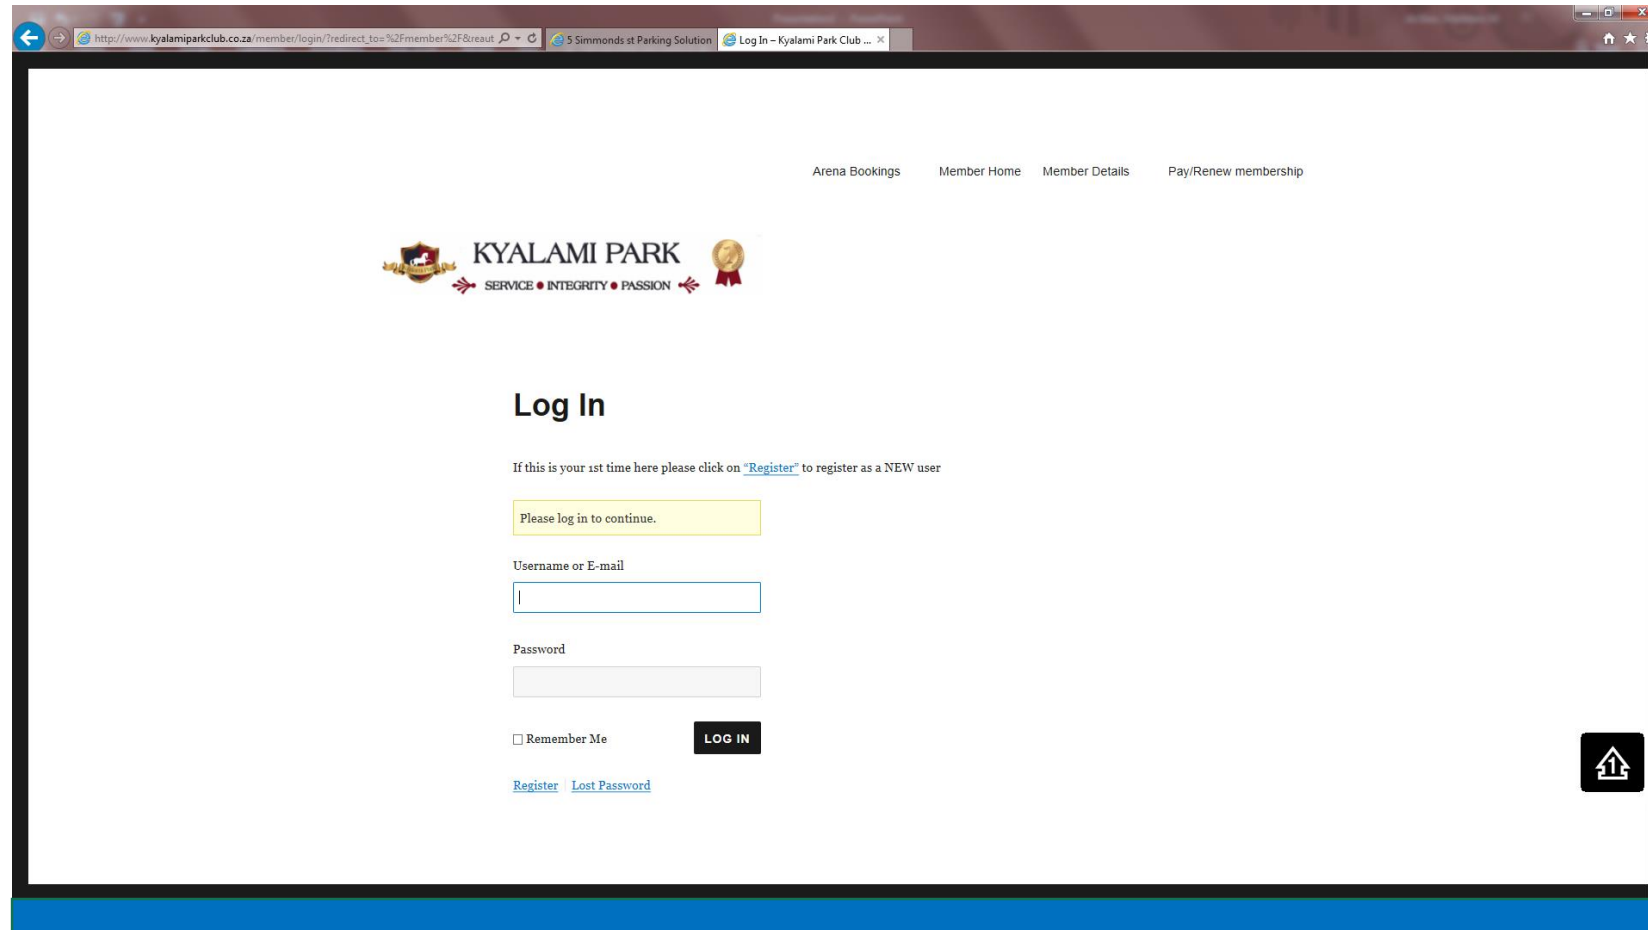 http://www.kyalamiparkclub.co.za/member/login/?redirect_to=%2Fmember%2F&reaut
5 Simmonds st Parking Solution
Log In – Kyalami Park Club ...
Arena Bookings Member Home Member Details Pay/Renew membership
KYALAMI PARK
SERVICE • INTEGRITY • PASSION
Log In
If this is your 1st time here please click on “Register” to register as a NEW user
Please log in to continue.
Username or E-mail
Password
Remember Me
LOG IN
Register | Lost Password
1